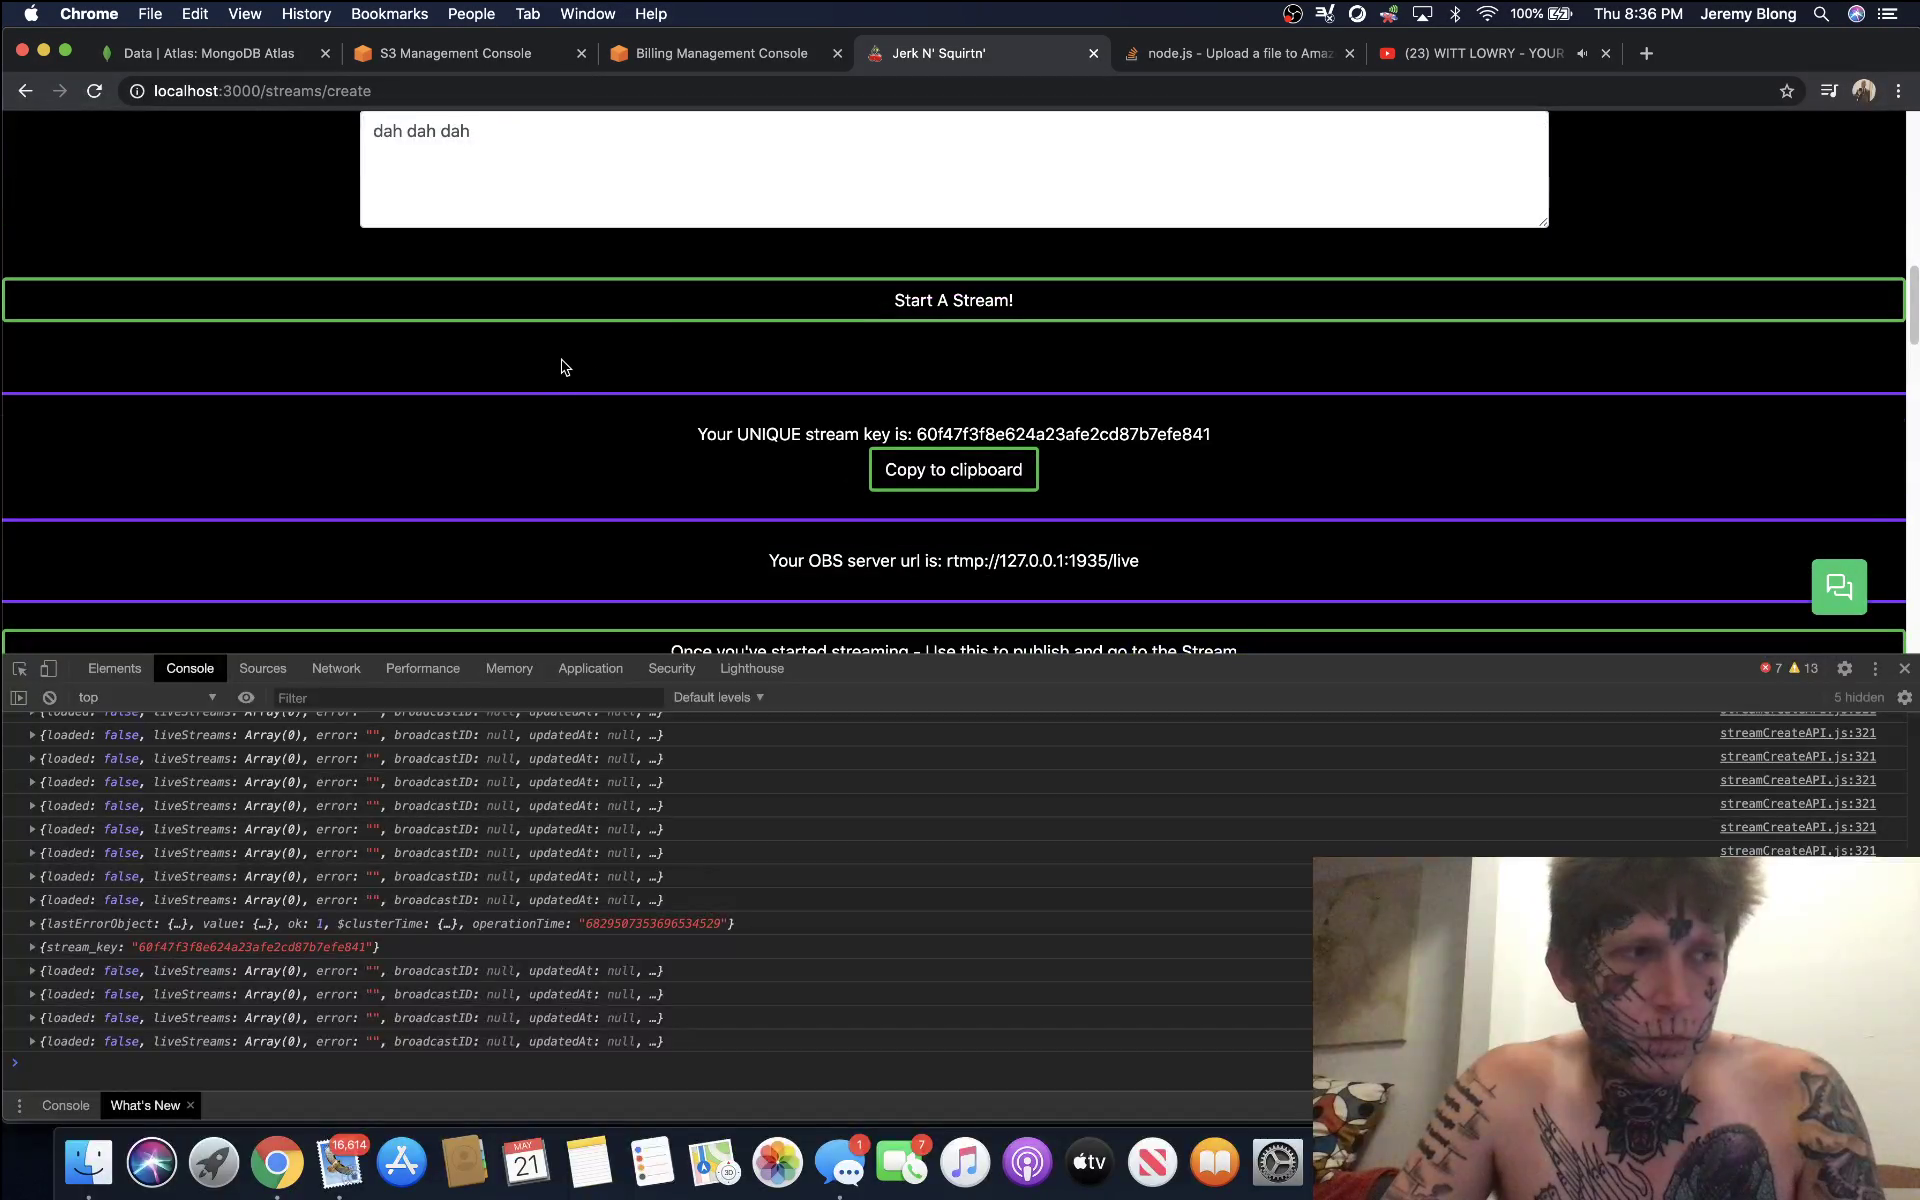 Chrome File Edit View History Bookmarks People Tab Window Help 100% Thu 8:36 PM Jeremy Blong
Data | Atlas: MongoDB Atlas S3 Management Console Billing Management Console Jerk N' Squirtn' node.js - Upload a file to Amaz (23) WITT LOWRY - YOUR
localhost:3000/streams/create
dah dah dah
Start A Stream!
Your UNIQUE stream key is: 60f47f3f8e624a23afe2cd87b7efe841
Copy to clipboard
Your OBS server url is: rtmp://127.0.0.1:1935/live
Once you've started streaming - Use this to publish and go to the Stream
Elements Console Sources Network Performance Memory Application Security Lighthouse 7 13
top Filter Default levels 5 hidden
{loaded: false, liveStreams: Array(0), error: "", broadcastID: null, updatedAt: null, …} streamCreateAPI.js:321
{loaded: false, liveStreams: Array(0), error: "", broadcastID: null, updatedAt: null, …} streamCreateAPI.js:321
{loaded: false, liveStreams: Array(0), error: "", broadcastID: null, updatedAt: null, …} streamCreateAPI.js:321
{loaded: false, liveStreams: Array(0), error: "", broadcastID: null, updatedAt: null, …} streamCreateAPI.js:321
{loaded: false, liveStreams: Array(0), error: "", broadcastID: null, updatedAt: null, …} streamCreateAPI.js:321
{loaded: false, liveStreams: Array(0), error: "", broadcastID: null, updatedAt: null, …} streamCreateAPI.js:321
{loaded: false, liveStreams: Array(0), error: "", broadcastID: null, updatedAt: null, …} streamCreateAPI.js:321
{loaded: false, liveStreams: Array(0), error: "", broadcastID: null, updatedAt: null, …}
{loaded: false, liveStreams: Array(0), error: "", broadcastID: null, updatedAt: null, …}
{lastErrorObject: {…}, value: {…}, ok: 1, $clusterTime: {…}, operationTime: "6829507353696534529"}
{stream_key: "60f47f3f8e624a23afe2cd87b7efe841"}
{loaded: false, liveStreams: Array(0), error: "", broadcastID: null, updatedAt: null, …}
{loaded: false, liveStreams: Array(0), error: "", broadcastID: null, updatedAt: null, …}
{loaded: false, liveStreams: Array(0), error: "", broadcastID: null, updatedAt: null, …}
{loaded: false, liveStreams: Array(0), error: "", broadcastID: null, updatedAt: null, …}
Console What's New
16,614 MAY 21 3D 1 7 tv